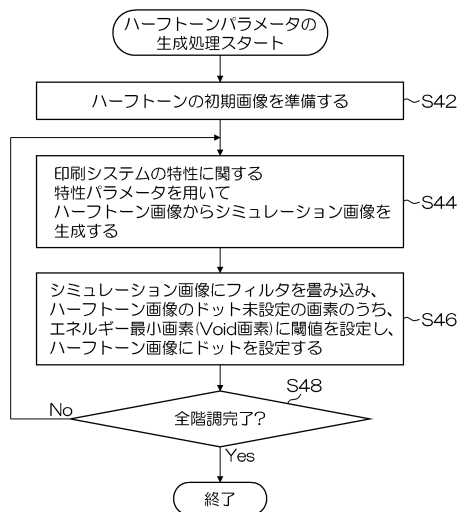 ハーフトーンパラメータの
生成処理スタート
ハーフトーンの初期画像を準備する
S42
印刷システムの特性に関する
特性パラメータを用いて
ハーフトーン画像からシミュレーション画像を
生成する
S44
シミュレーション画像にフィルタを畳み込み、
ハーフトーン画像のドット未設定の画素のうち、
エネルギー最小画素(Void画素)に閾値を設定し、
ハーフトーン画像にドットを設定する
S46
S48
No
全階調完了?
Yes
終了